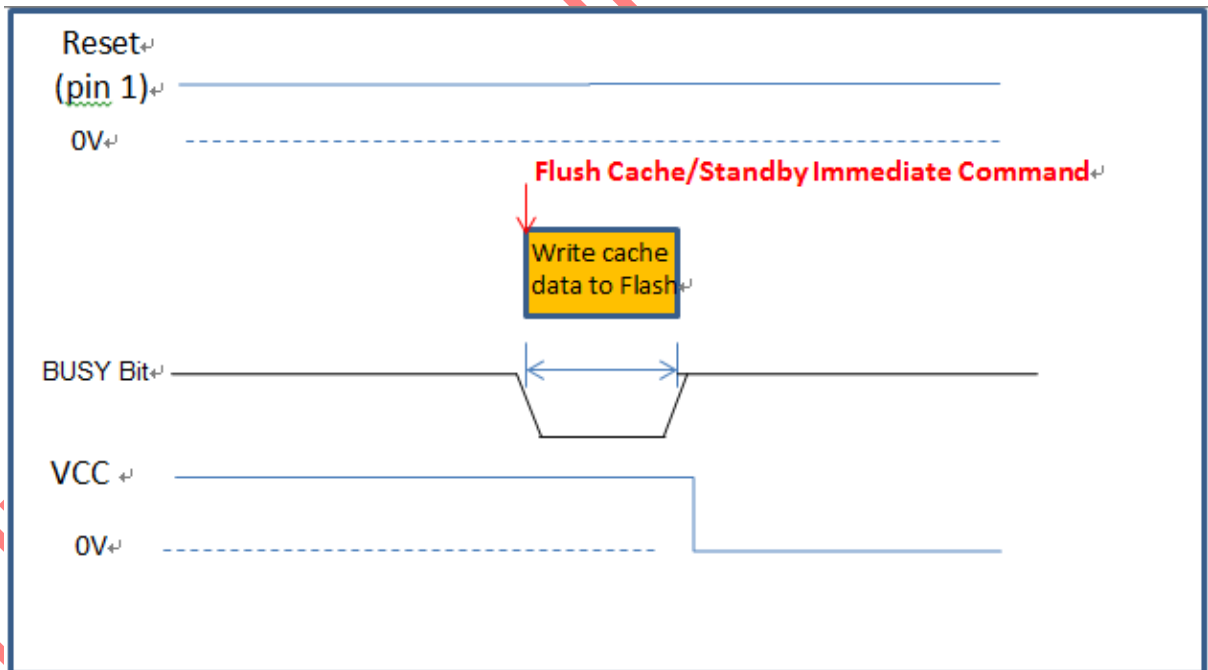 Reset↵
(pin 1)↵
0V↵
Flush Cache/Standby Immediate Command↵
Write cache
data to Flash↵
BUSY Bit↵
VCC ↵
0V↵